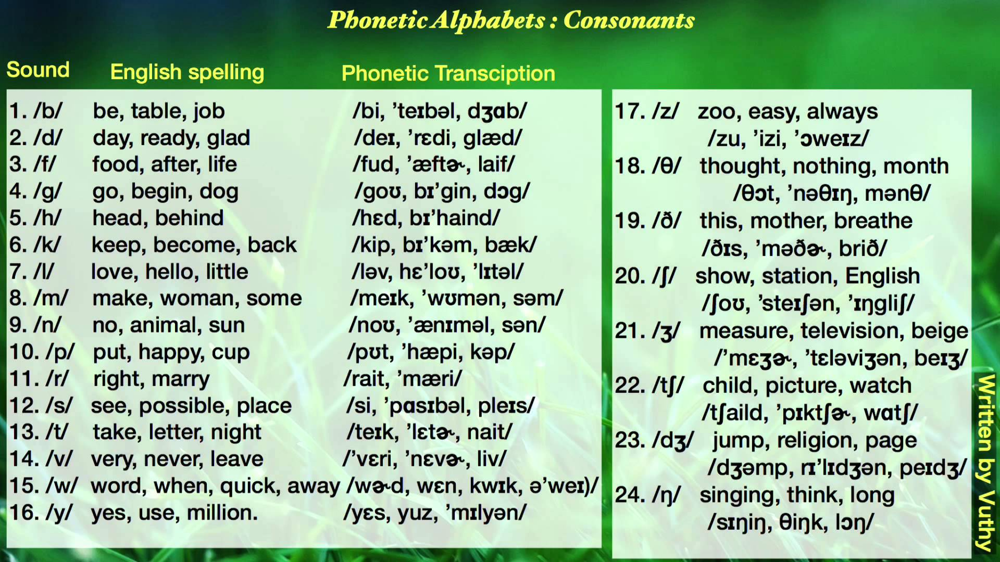 Phonetic Alphabets : Consonants
Sound English spelling Phonetic Transciption
1. /b/ be, table, job /bi, ’teɪbəl, dʒɑb/
2. /d/ day, ready, glad /deɪ, ’rɛdi, glæd/
3. /f/ food, after, life /fud, ’æftɚ, laif/
4. /g/ go, begin, dog /goʊ, bɪ’gin, dɔg/
5. /h/ head, behind /hɛd, bɪ’haind/
6. /k/ keep, become, back /kip, bɪ’kəm, bæk/
7. /l/ love, hello, little /ləv, hɛ’loʊ, ’lɪtəl/
8. /m/ make, woman, some /meɪk, ’wʊmən, səm/
9. /n/ no, animal, sun /noʊ, ’ænɪməl, sən/
10. /p/ put, happy, cup /pʊt, ’hæpi, kəp/
11. /r/ right, marry /rait, ’mæri/
12. /s/ see, possible, place /si, ’pɑsɪbəl, pleɪs/
13. /t/ take, letter, night /teɪk, ’lɛtɚ, nait/
14. /v/ very, never, leave /’vɛri, ’nɛvɚ, liv/
15. /w/ word, when, quick, away /wɚd, wɛn, kwɪk, ə’weɪ)/
16. /y/ yes, use, million. /yɛs, yuz, ’mɪlyən/
17. /z/ zoo, easy, always
/zu, ’izi, ’ɔweɪz/
18. /θ/ thought, nothing, month
/θɔt, ’nəθɪŋ, mənθ/
19. /ð/ this, mother, breathe
/ðɪs, ’məðɚ, brið/
20. /ʃ/ show, station, English
/ʃoʊ, ’steɪʃən, ’ɪŋgliʃ/
21. /ʒ/ measure, television, beige
/’mɛʒɚ, ’tɛləviʒən, beɪʒ/
22. /tʃ/ child, picture, watch
/tʃaild, ’pɪktʃɚ, wɑtʃ/
23. /dʒ/ jump, religion, page
/dʒəmp, rɪ’lɪdʒən, peɪdʒ/
24. /ŋ/ singing, think, long
/sɪŋiŋ, θiŋk, lɔŋ/
Written by Vuthy